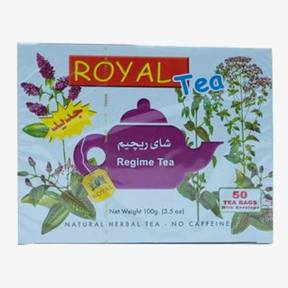 ROYAL
Tea
جديد
شاي ريجيم
Regime Tea
ROYAL
50
TEA BAGS
With Envelope
Net Weight 100g. (3.5 oz)
NATURAL HERBAL TEA - NO CAFFEINE